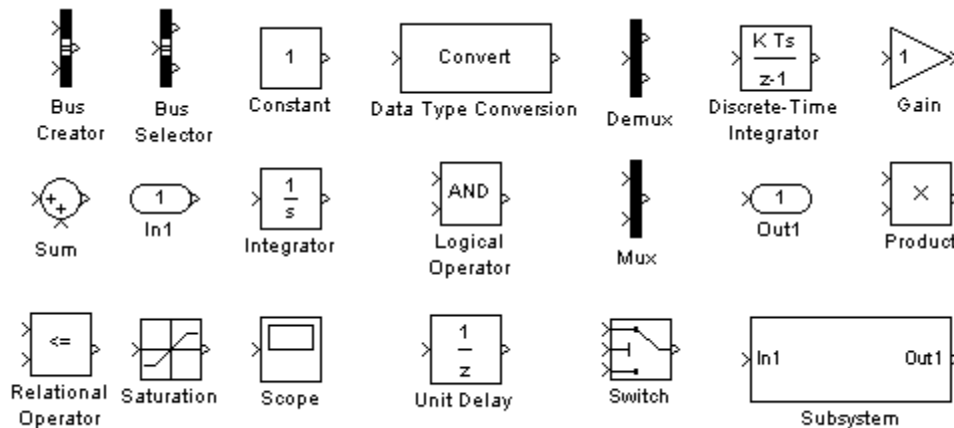 1
Convert
K Ts
z-1
1
Bus
Creator
Bus
Selector
Constant
Data Type Conversion
Demux
Discrete-Time
Integrator
Gain
+
+
1
1
s
AND
1
×
Sum
In1
Integrator
Logical
Operator
Mux
Out1
Product
<=
1
z
In1
Out1
Relational
Operator
Saturation
Scope
Unit Delay
Switch
Subsystem